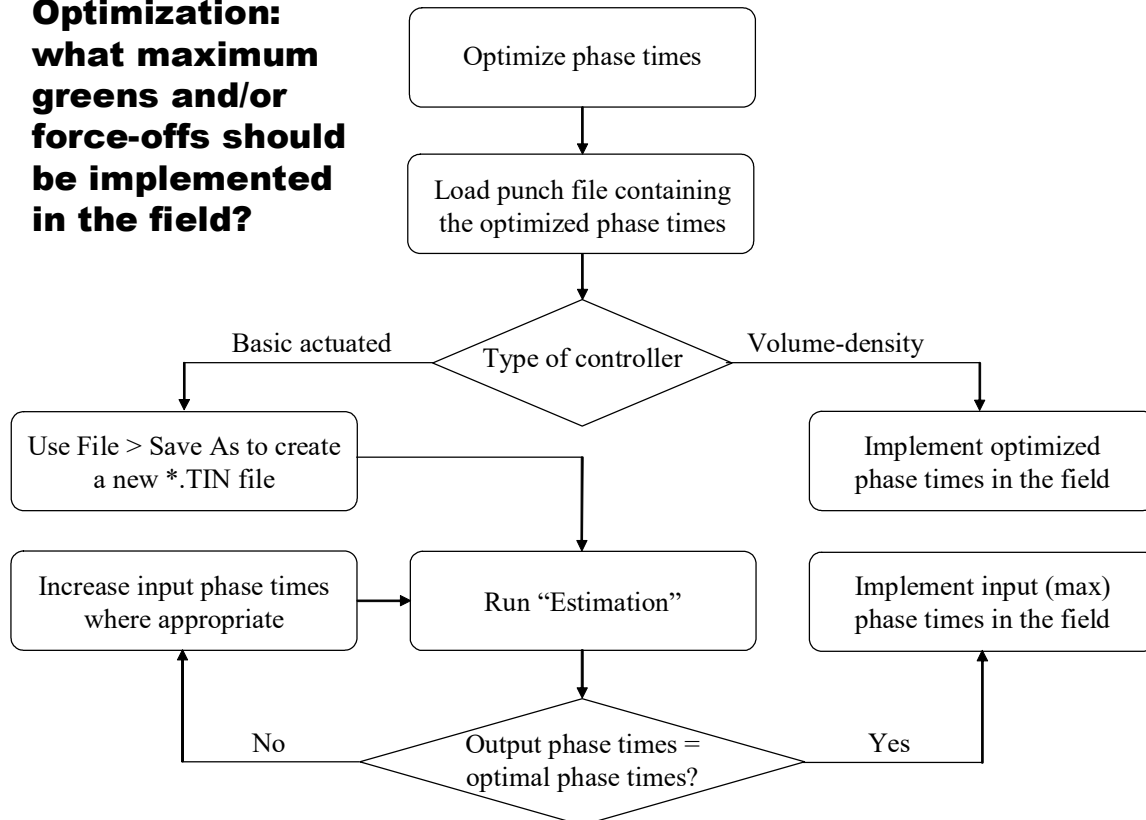 Optimization:
what maximum
greens and/or
force-offs should
be implemented
in the field?
Optimize phase times
Load punch file containing
the optimized phase times
Type of controller
Basic actuated
Volume-density
Use File > Save As to create
a new *.TIN file
Implement optimized
phase times in the field
Increase input phase times
where appropriate
Run “Estimation”
Implement input (max)
phase times in the field
Output phase times =
optimal phase times?
No
Yes